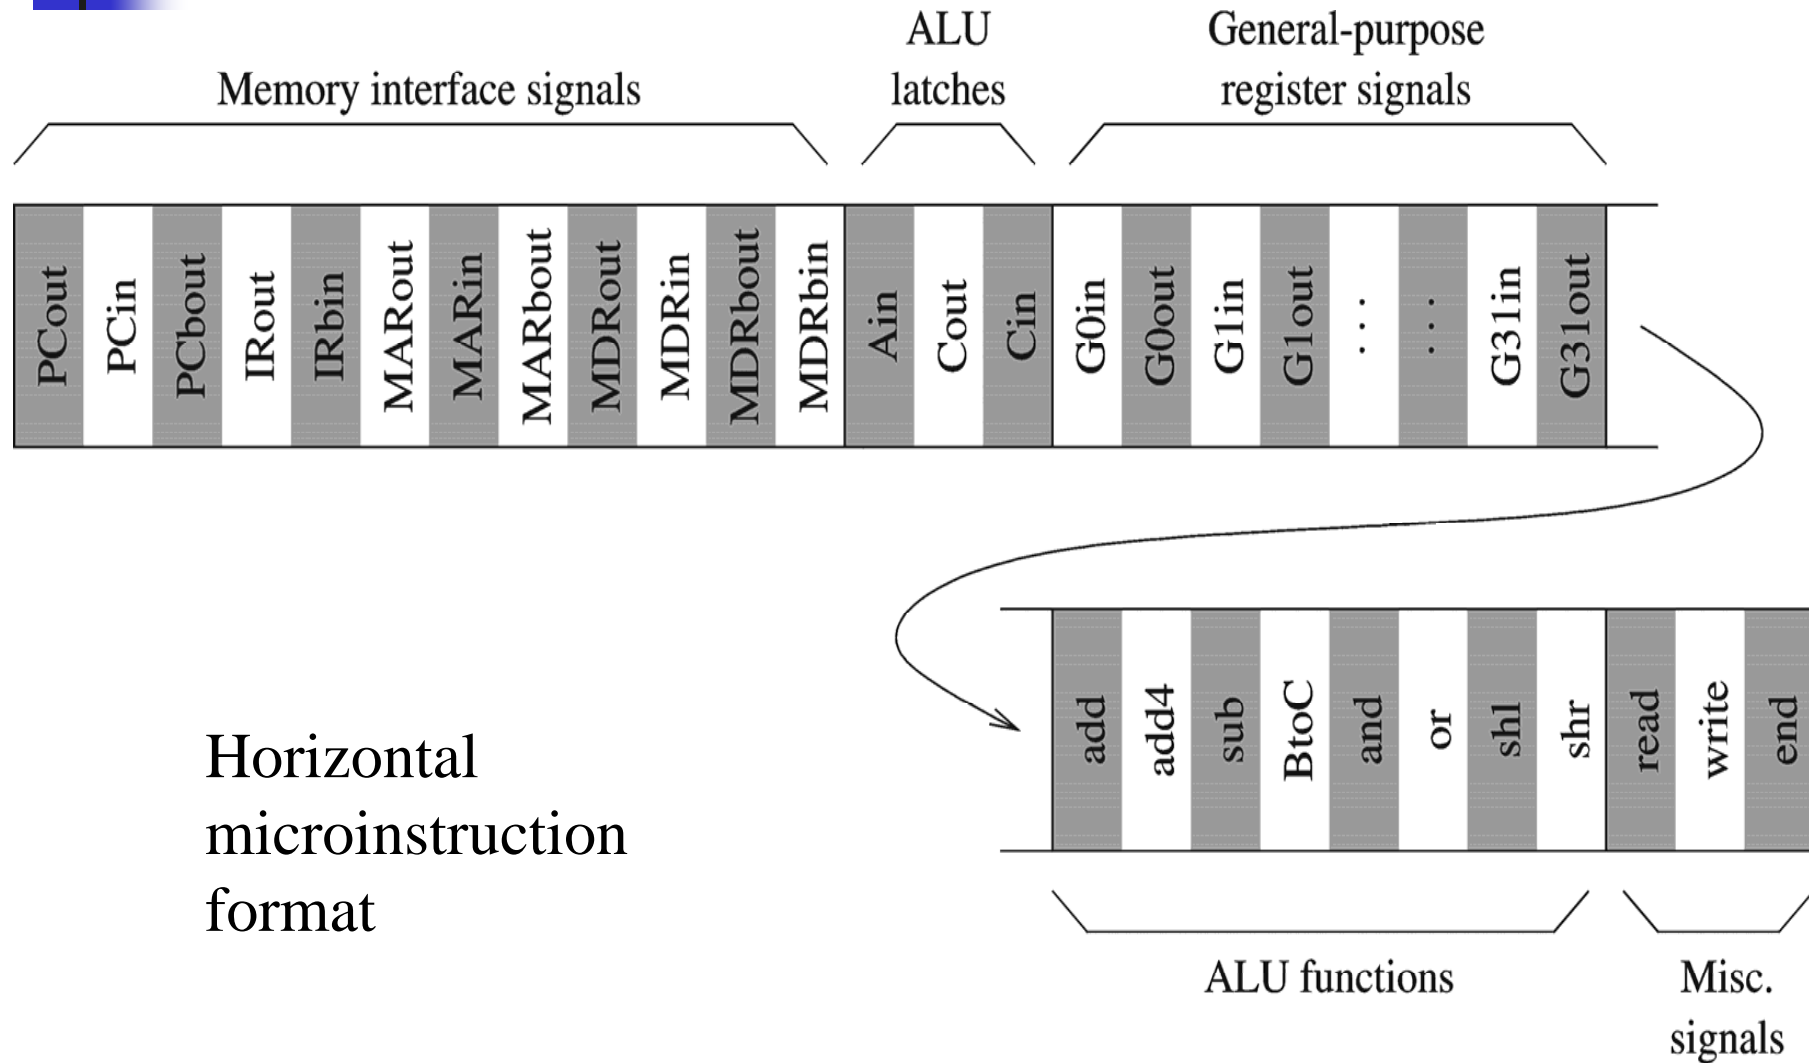 ALU
latches
General-purpose
register signals
Memory interface signals
PCout
PCin
PCbout
IRout
IRbin
MARout
MARin
MARbout
MDRout
MDRin
MDRbout
MDRbin
Ain
Cout
Cin
G0in
G0out
G1in
G1out
...
...
G31in
G31out
add
add4
sub
BtoC
and
or
shl
shr
read
write
end
Horizontal
microinstruction
format
ALU functions
Misc.
signals